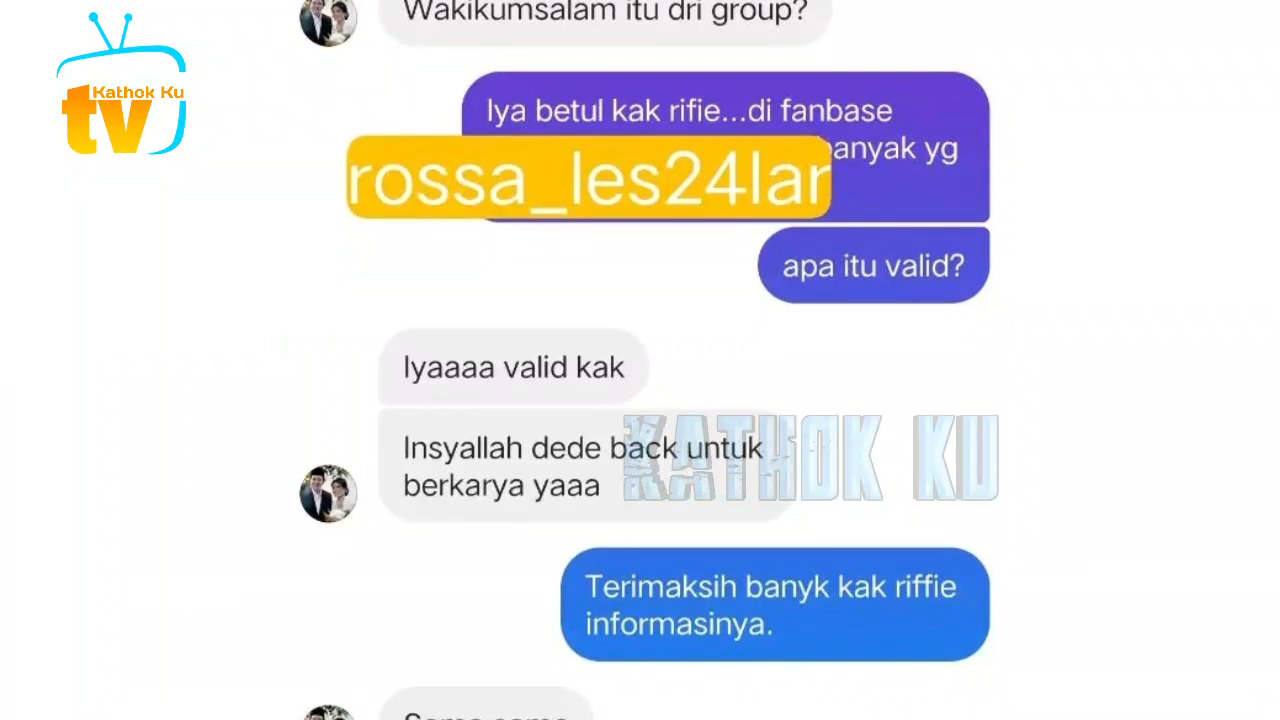 Wakikumsalam itu dri group?
Kathok Ku
tv
Iya betul kak rifie...di fanbase
banyak yg
rossa_les24lar
apa itu valid?
Iyaaaa valid kak
Insyallah dede back untuk
berkarya yaaa
KATHOK KU
Terimaksih banyk kak riffie
informasinya.